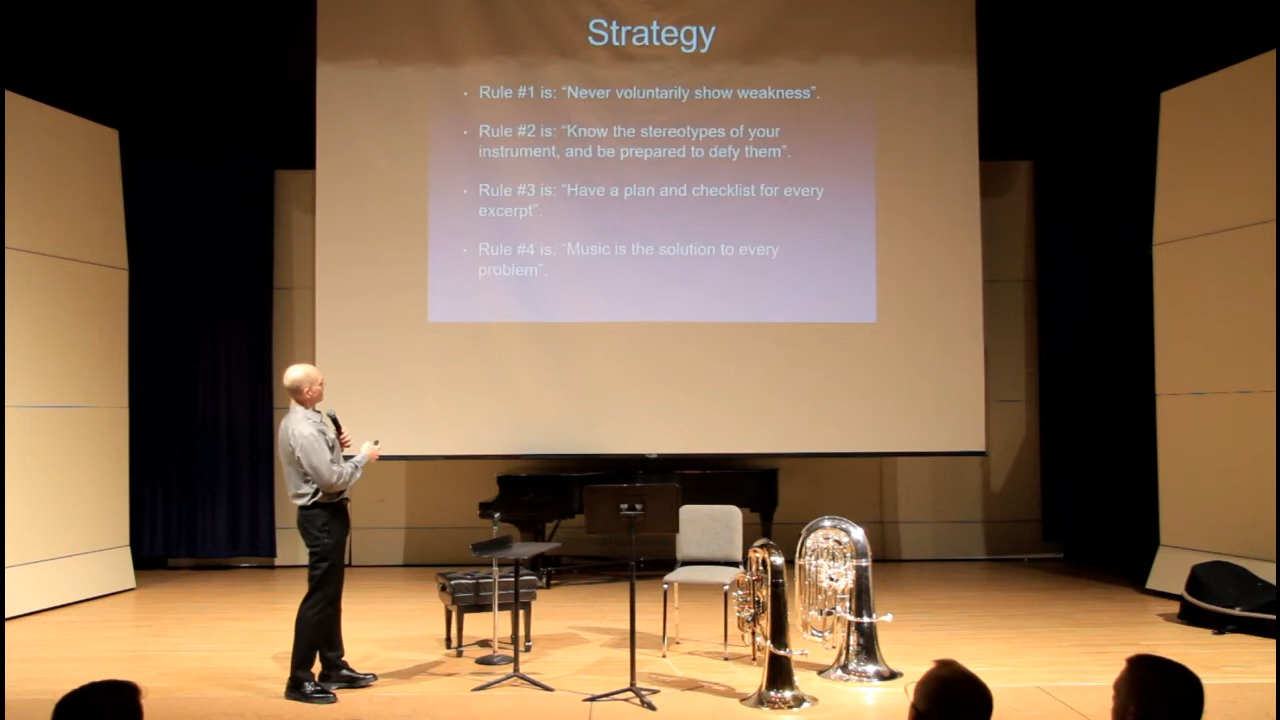 Strategy
· Rule #1 is: “Never voluntarily show weakness”.
· Rule #2 is: “Know the stereotypes of your
instrument, and be prepared to defy them”.
· Rule #3 is: “Have a plan and checklist for every
excerpt”.
· Rule #4 is: “Music is the solution to every
problem”.